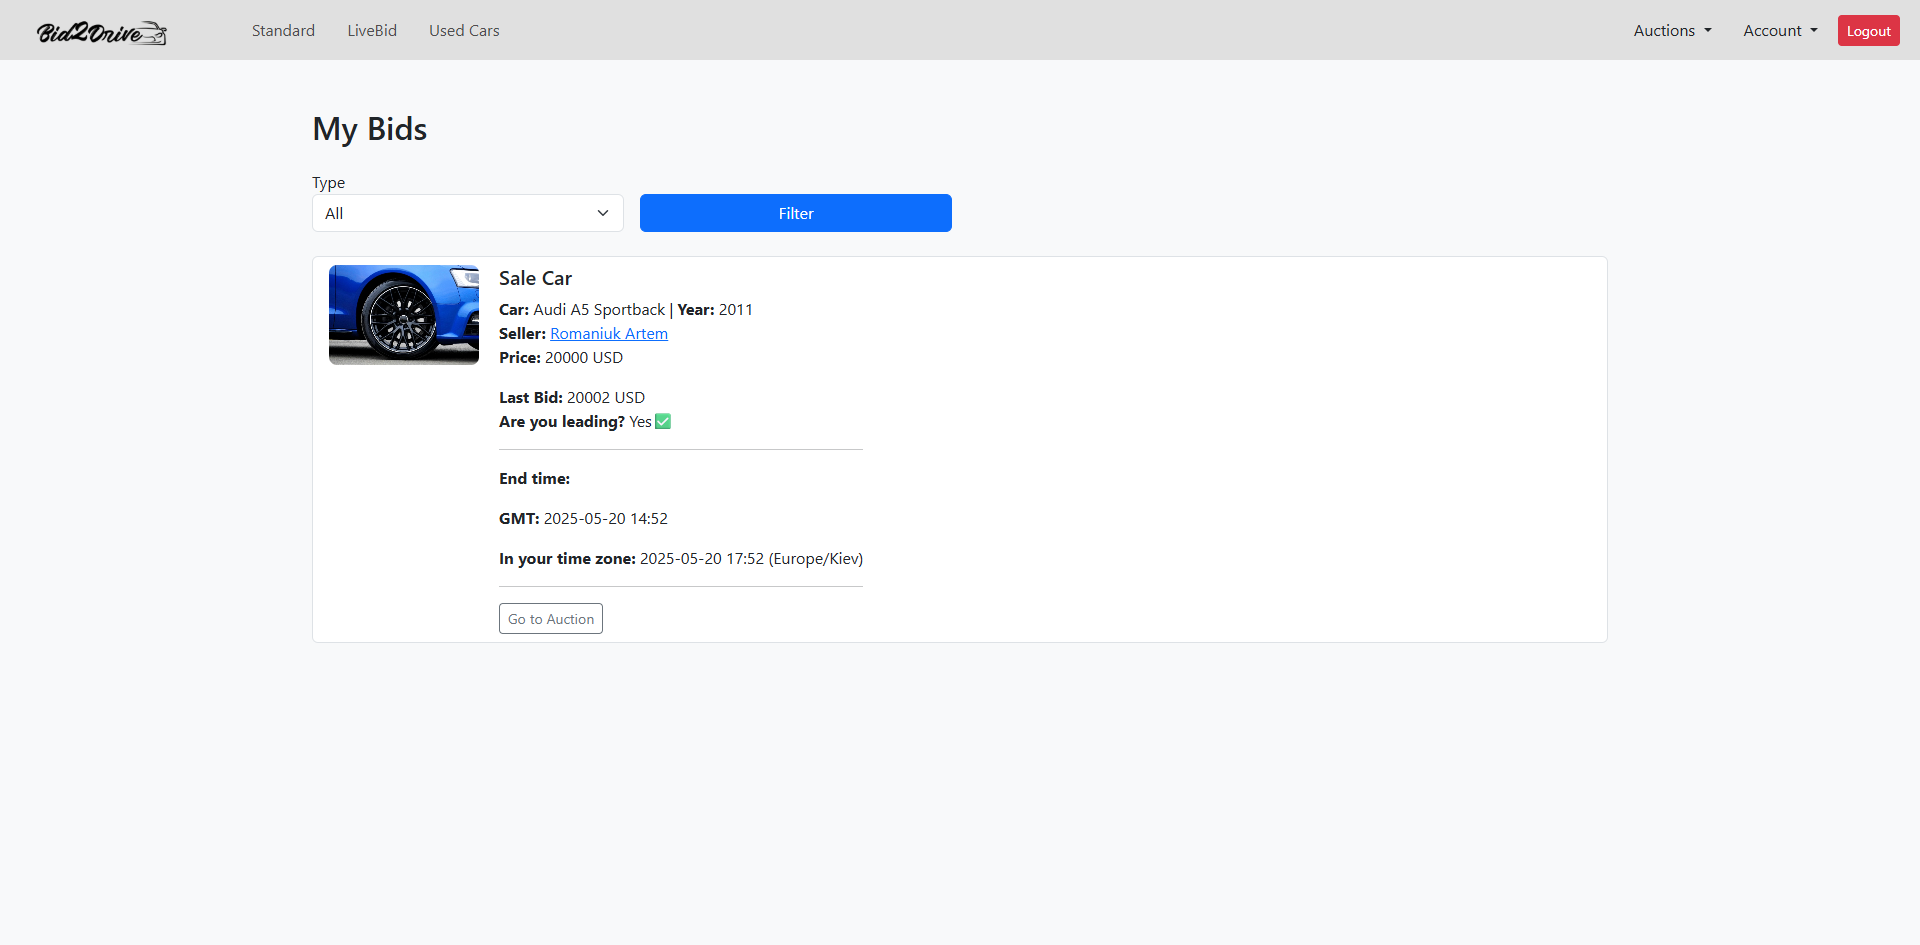 Bid2Drive
Standard LiveBid Used Cars
Auctions Account Logout
My Bids
Type
All
Filter
Sale Car
Car: Audi A5 Sportback | Year: 2011
Seller: Romaniuk Artem
Price: 20000 USD
Last Bid: 20002 USD
Are you leading? Yes ✅
End time:
GMT: 2025-05-20 14:52
In your time zone: 2025-05-20 17:52 (Europe/Kiev)
Go to Auction